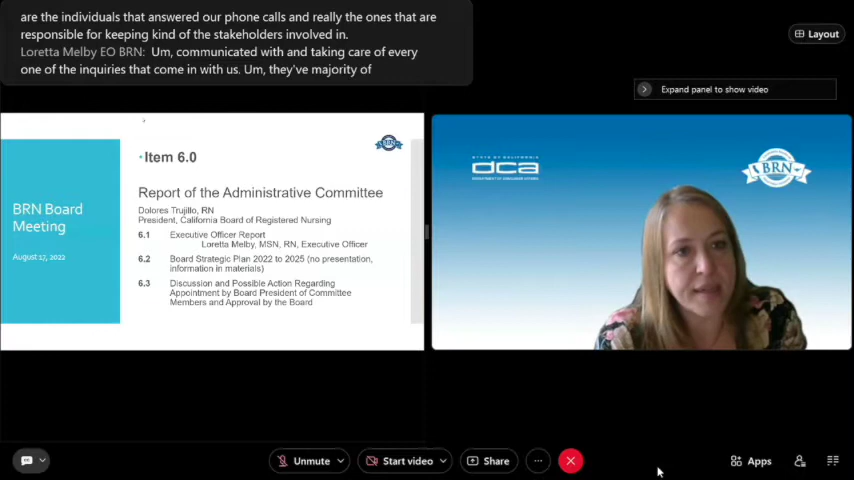 are the individuals that answered our phone calls and really the ones that are
responsible for keeping kind of the stakeholders involved in.
Loretta Melby EO BRN: Um, communicated with and taking care of every
one of the inquiries that come in with us. Um, they've majority of
Layout
Expand panel to show video
BRN
•Item 6.0
Report of the Administrative Committee
Dolores Trujillo, RN
President, California Board of Registered Nursing
6.1 Executive Officer Report
Loretta Melby, MSN, RN, Executive Officer
6.2 Board Strategic Plan 2022 to 2025 (no presentation,
information in materials)
6.3 Discussion and Possible Action Regarding
Appointment by Board President of Committee
Members and Approval by the Board
BRN Board
Meeting
August 17, 2022
STATE OF CALIFORNIA
dca
DEPARTMENT OF CONSUMER AFFAIRS
BRN
Unmute
Start video
Share
Apps